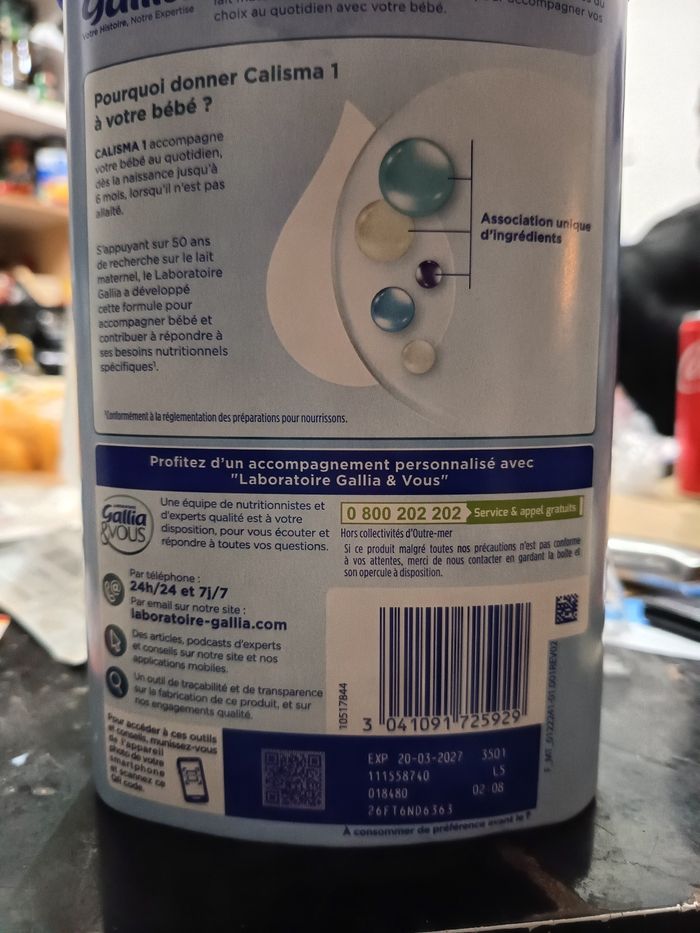 Gallia
Votre Histoire, Notre Expertise
choix au quotidien avec votre bébé.
accompagner vos
Pourquoi donner Calisma 1
à votre bébé ?
CALISMA 1 accompagne
votre bébé au quotidien,
dès la naissance jusqu'à
6 mois, lorsqu'il n'est pas
allaité.
S'appuyant sur 50 ans
de recherche sur le lait
maternel, le Laboratoire
Gallia a développé
cette formule pour
accompagner bébé et
contribuer à répondre à
ses besoins nutritionnels
spécifiques¹.
Association unique
d'ingrédients
¹Conformément à la réglementation des préparations pour nourrissons.
Profitez d'un accompagnement personnalisé avec
"Laboratoire Gallia & Vous"
Gallia
&VOUS
Une équipe de nutritionnistes et
d'experts qualité est à votre
disposition, pour vous écouter et
répondre à toutes vos questions.
Par téléphone :
24h/24 et 7j/7
Par email sur notre site :
laboratoire-gallia.com
Des articles, podcasts d'experts
et conseils sur notre site et nos
applications mobiles.
Un outil de traçabilité et de transparence
sur la fabrication de ce produit, et sur
nos engagements qualité.
Pour accéder à ces outils
et conseils, munissez-vous
de l'appareil
photo de votre
smartphone
et scannez ce
QR code.
0 800 202 202 Service & appel gratuits
Hors collectivités d'Outre-mer
Si ce produit malgré toutes nos précautions n'est pas conforme
à vos attentes, merci de nous contacter en gardant la boîte et
son opercule à disposition.
10517844
3 041091 725929
EXP 20-03-2027 3501
111558740 LS
018480 02 08
26FT6ND6363
À consommer de préférence avant le ?